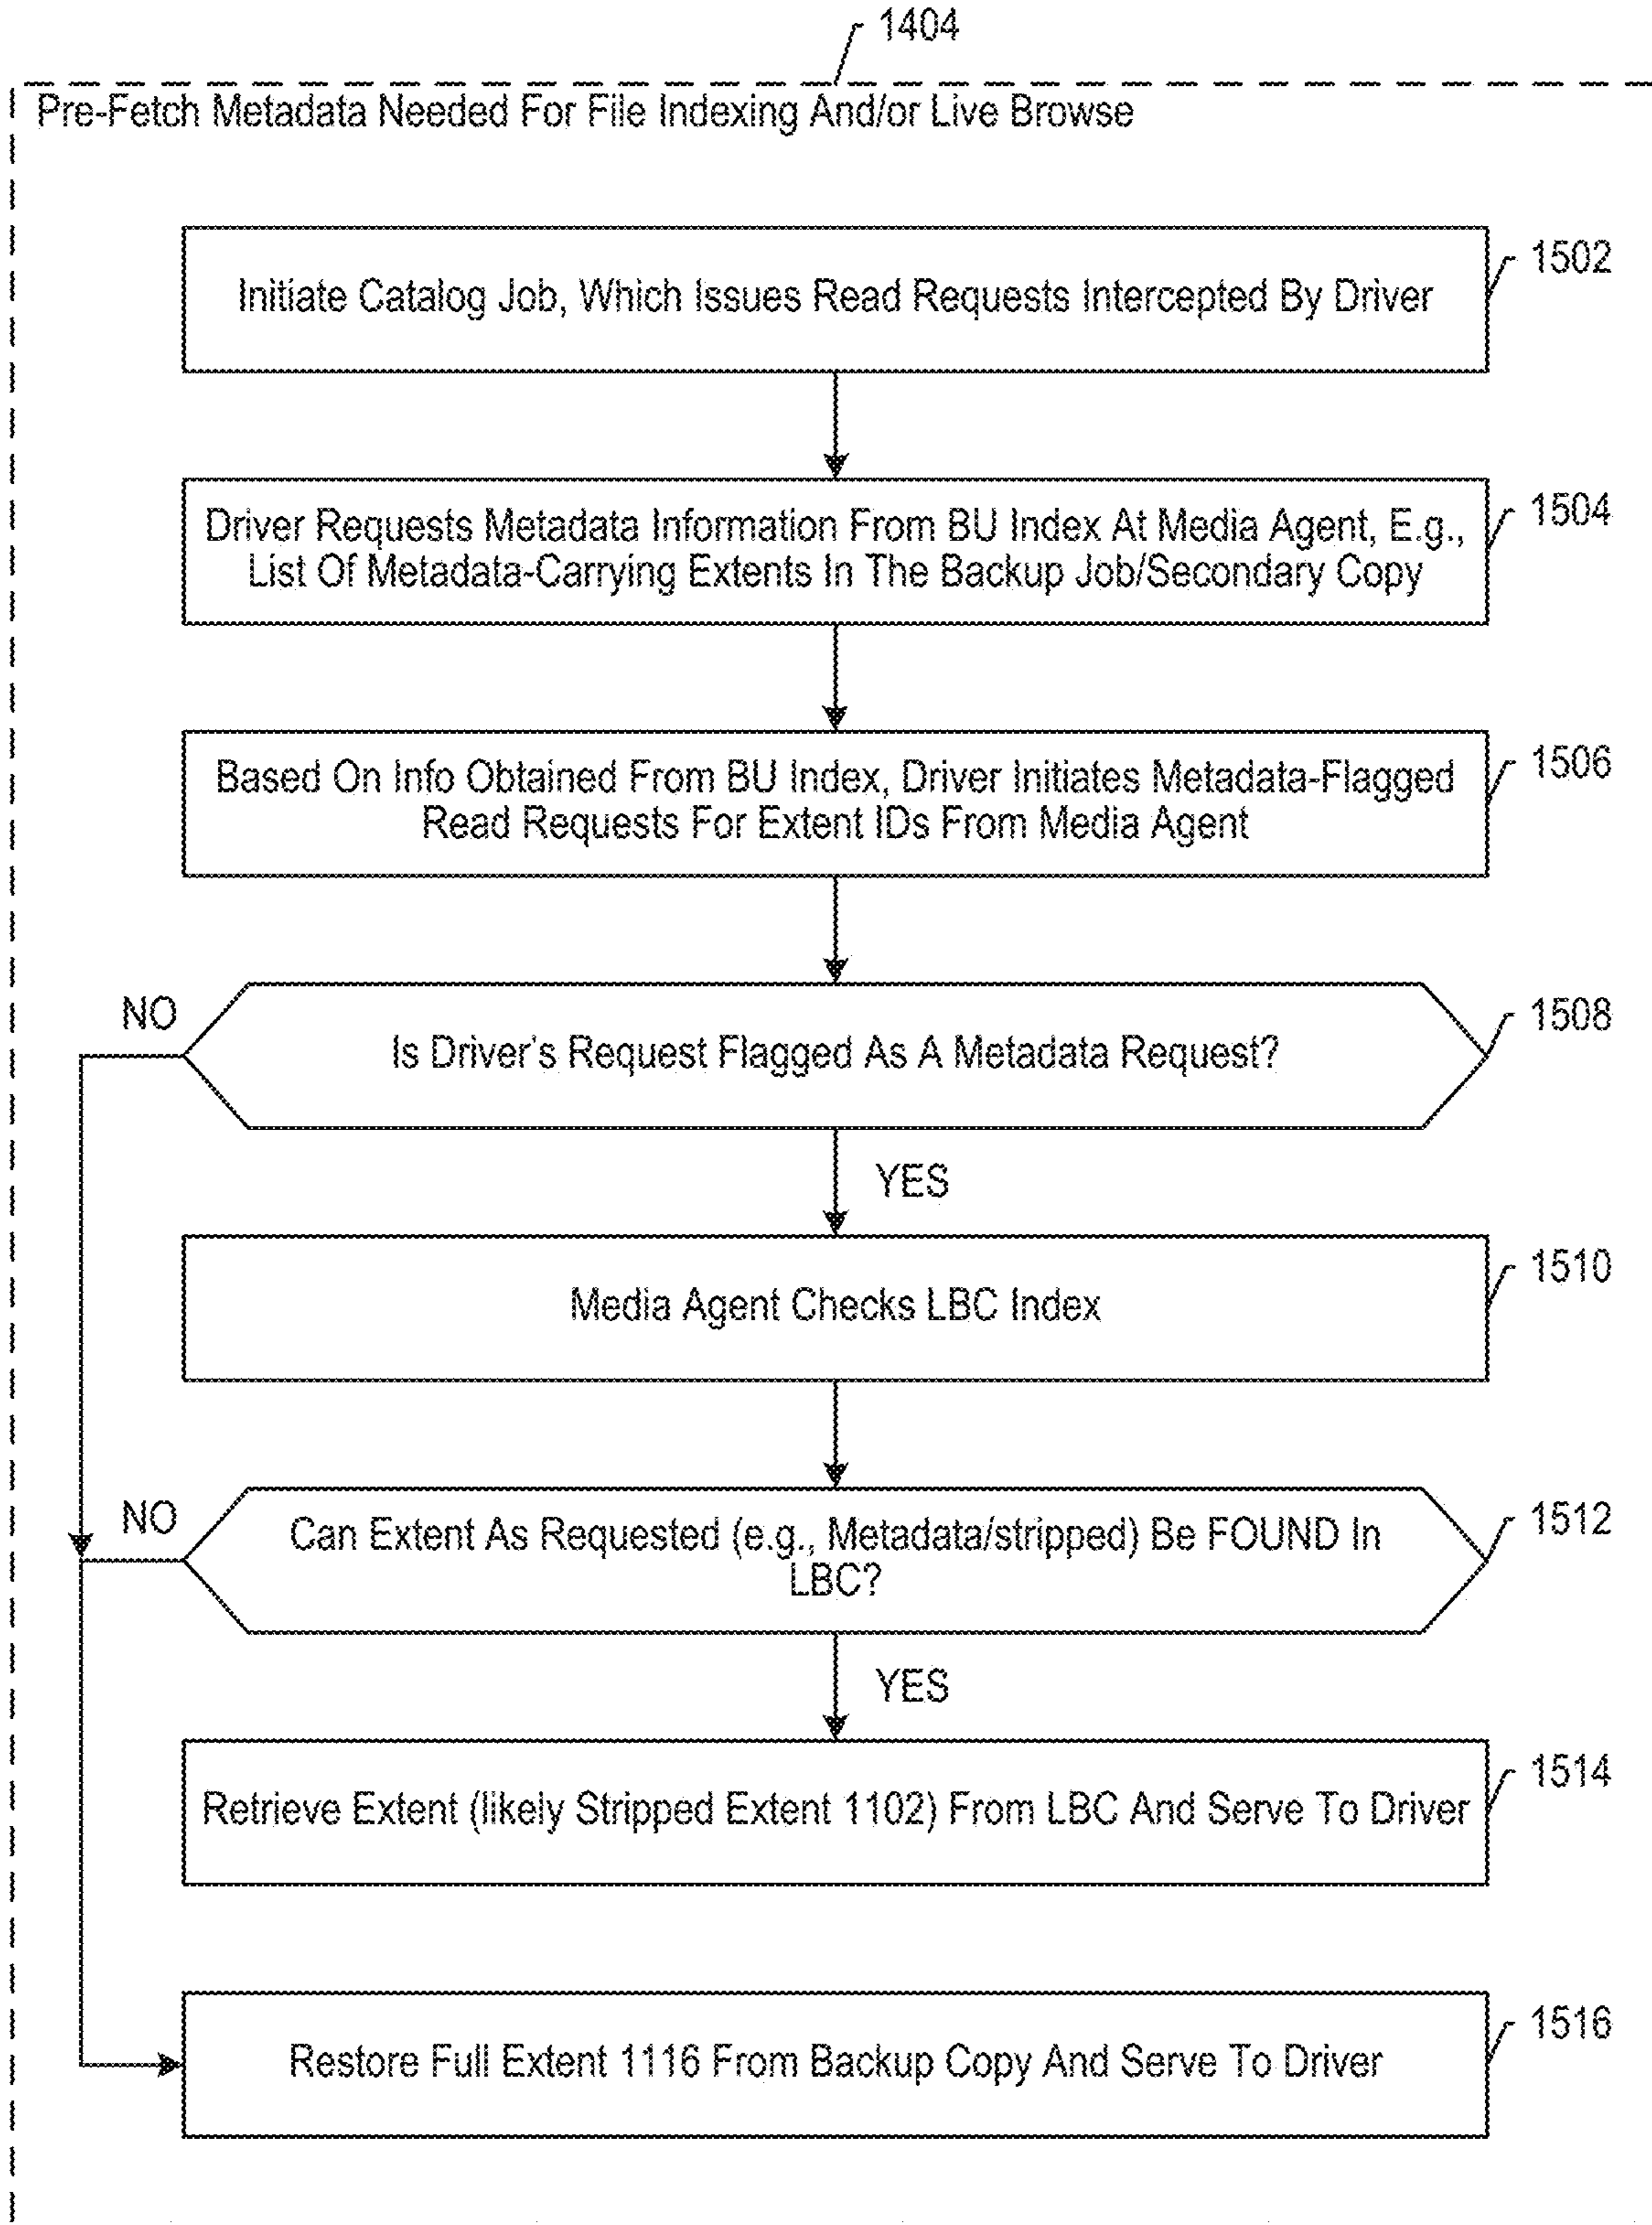 1404
Pre-Fetch Metadata Needed For File Indexing And/or Live Browse
1502
Initiate Catalog Job, Which Issues Read Requests Intercepted By Driver
1504
Driver Requests Metadata Information From BU Index At Media Agent, E.g.,
List Of Metadata-Carrying Extents In The Backup Job/Secondary Copy
1506
Based On Info Obtained From BU Index, Driver Initiates Metadata-Flagged
Read Requests For Extent IDs From Media Agent
NO
1508
Is Driver's Request Flagged As A Metadata Request?
YES
1510
Media Agent Checks LBC Index
NO
1512
Can Extent As Requested (e.g., Metadata/stripped) Be FOUND In
LBC?
YES
1514
Retrieve Extent (likely Stripped Extent 1102) From LBC And Serve To Driver
1516
Restore Full Extent 1116 From Backup Copy And Serve To Driver